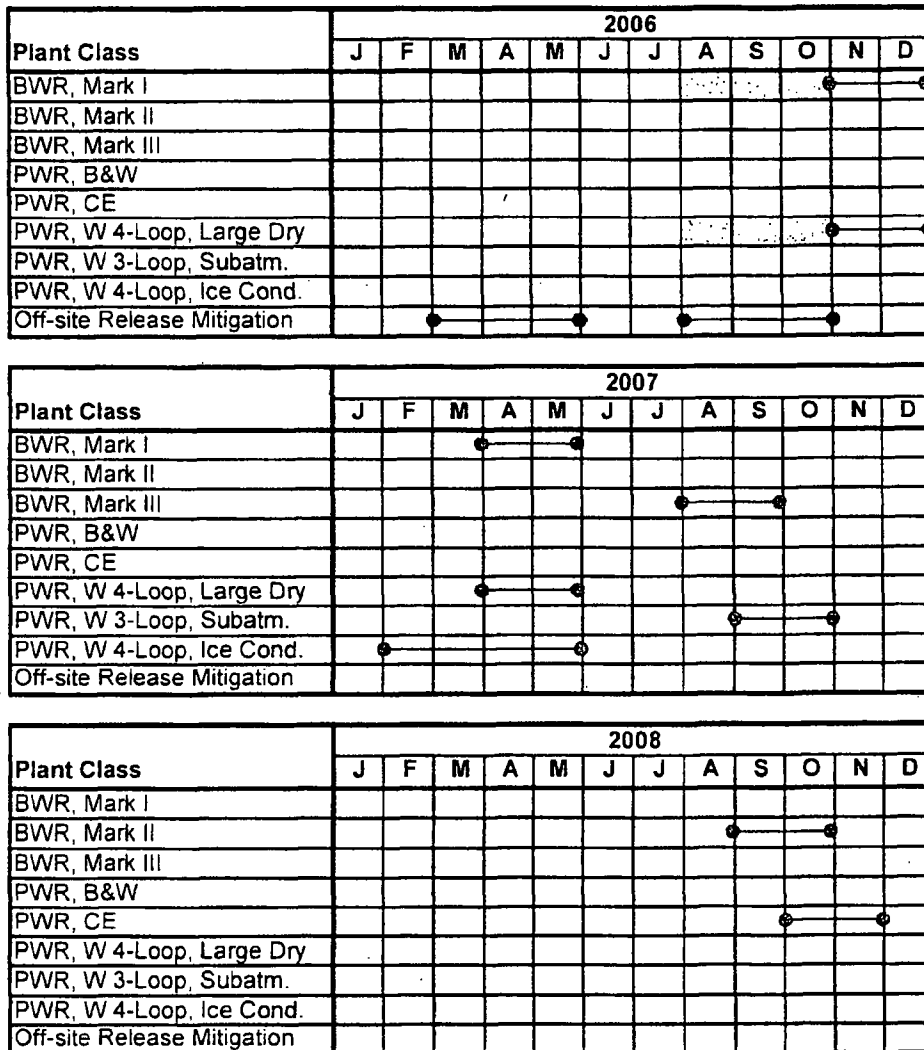 2006
Plant Class J F M A M J J A S O N D
BWR, Mark I
BWR, Mark II
BWR, Mark III
PWR, B&W
PWR, CE
PWR, W 4-Loop, Large Dry
PWR, W 3-Loop, Subatm.
PWR, W 4-Loop, Ice Cond.
Off-site Release Mitigation
2007
Plant Class J F M A M J J A S O N D
BWR, Mark I
BWR, Mark II
BWR, Mark III
PWR, B&W
PWR, CE
PWR, W 4-Loop, Large Dry
PWR, W 3-Loop, Subatm.
PWR, W 4-Loop, Ice Cond.
Off-site Release Mitigation
2008
Plant Class J F M A M J J A S O N D
BWR, Mark I
BWR, Mark II
BWR, Mark III
PWR, B&W
PWR, CE
PWR, W 4-Loop, Large Dry
PWR, W 3-Loop, Subatm.
PWR, W 4-Loop, Ice Cond.
Off-site Release Mitigation